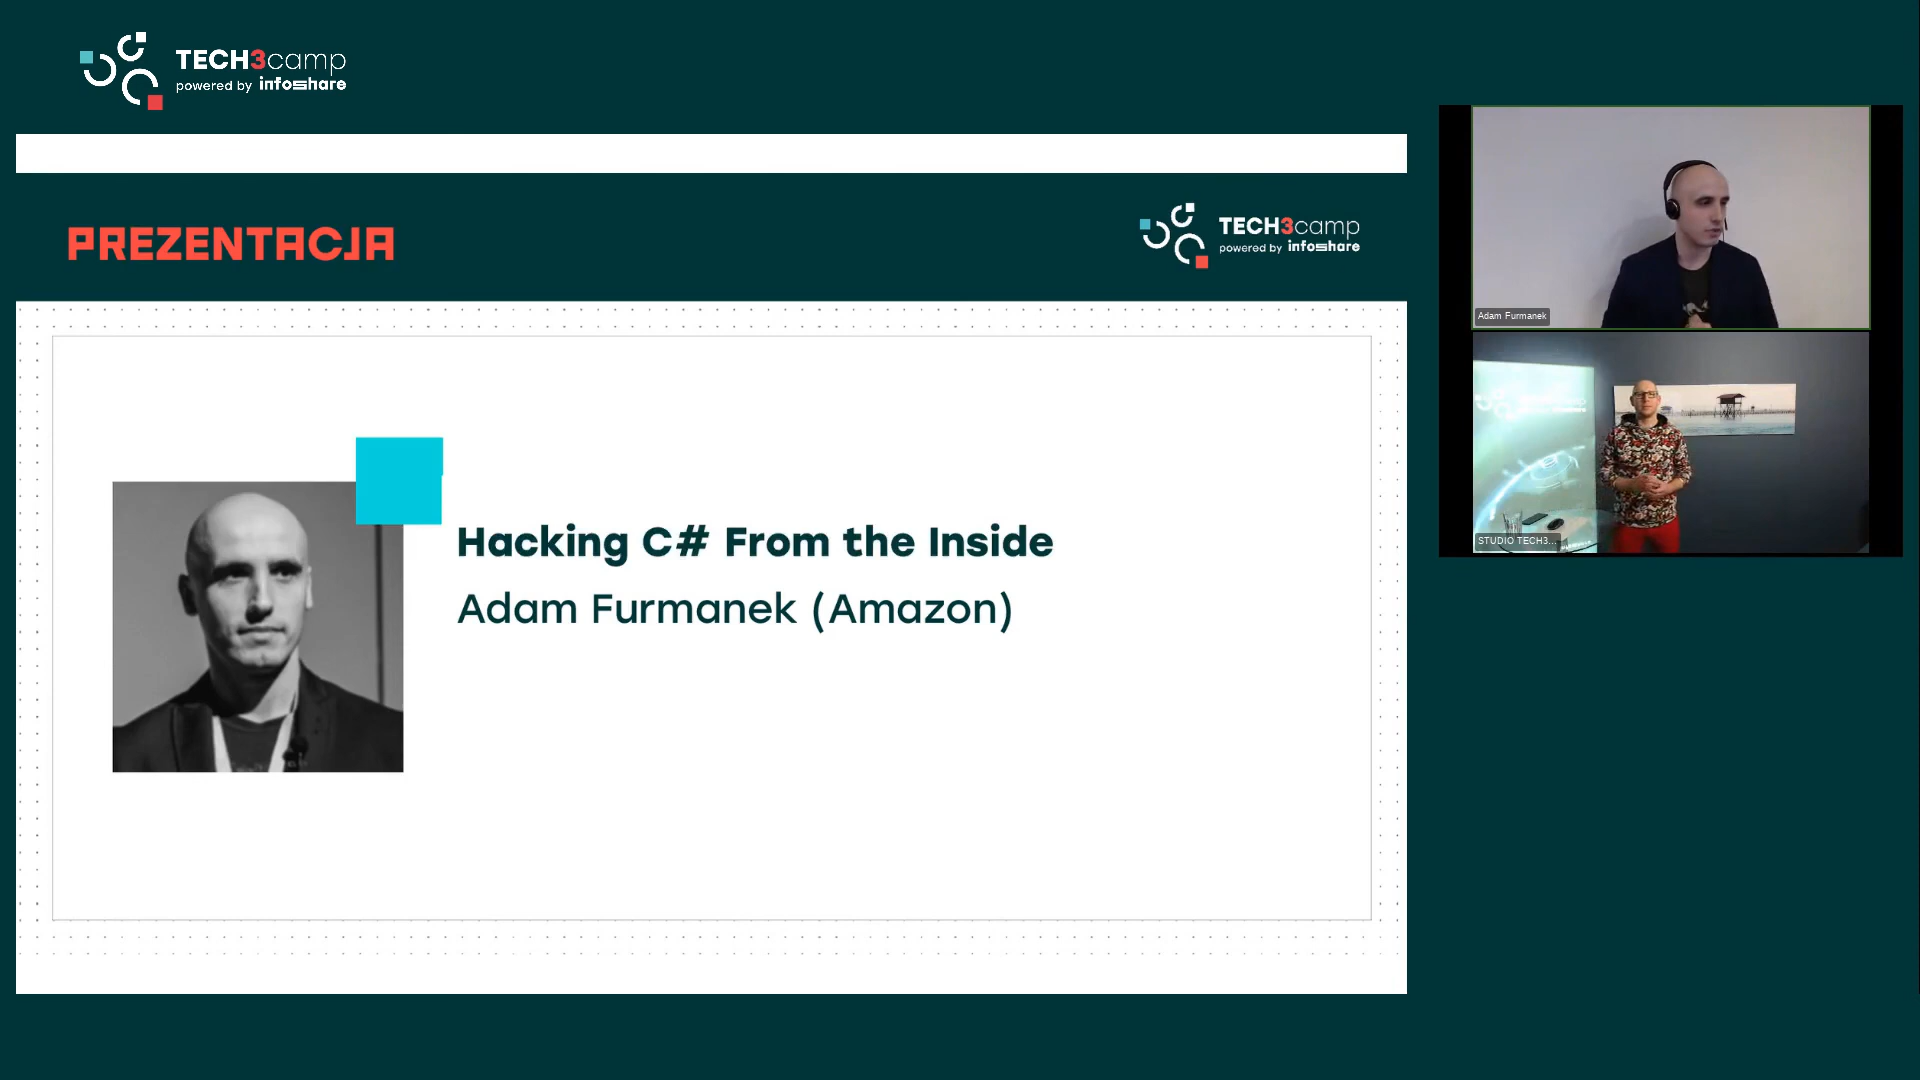 TECH3camp
powered by infoshare
PREZENTACJA
TECH3camp
powered by infoshare
Hacking C# From the Inside
Adam Furmanek (Amazon)
Adam Furmanek
STUDIO TECH3...